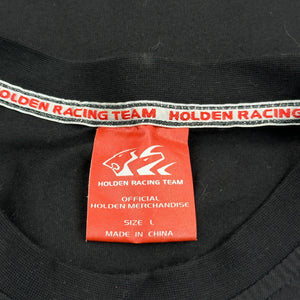 HOLDEN RACING TEAM HOLDEN RACING
HOLDEN RACING TEAM
OFFICIAL
HOLDEN MERCHANDISE
SIZE L
MADE IN CHINA